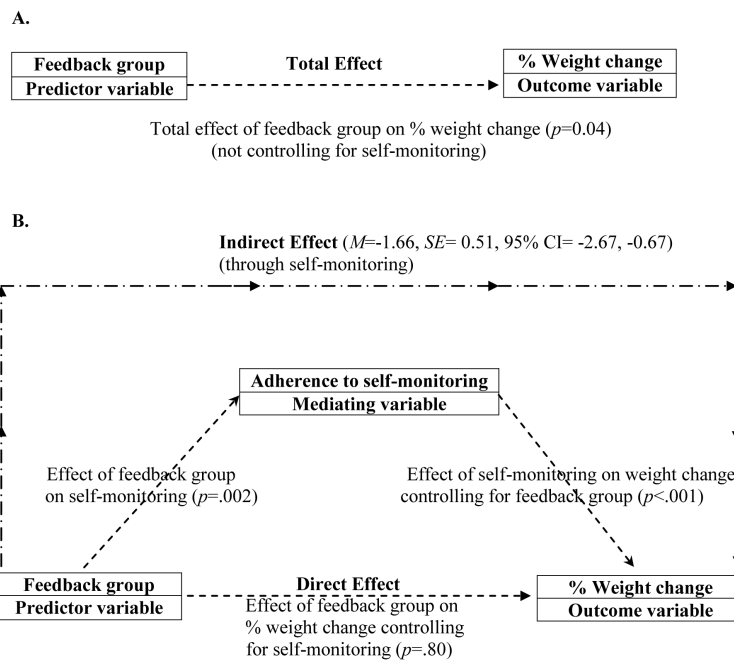 A.
Feedback group
Predictor variable
Total Effect
% Weight change
Outcome variable
Total effect of feedback group on % weight change (p=0.04)
(not controlling for self-monitoring)
B.
Indirect Effect (M=-1.66, SE= 0.51, 95% CI= -2.67, -0.67)
(through self-monitoring)
Adherence to self-monitoring
Mediating variable
Effect of feedback group
on self-monitoring (p=.002)
Effect of self-monitoring on weight change
controlling for feedback group (p<.001)
Feedback group
Predictor variable
Direct Effect
Effect of feedback group on
% weight change controlling
for self-monitoring (p=.80)
% Weight change
Outcome variable